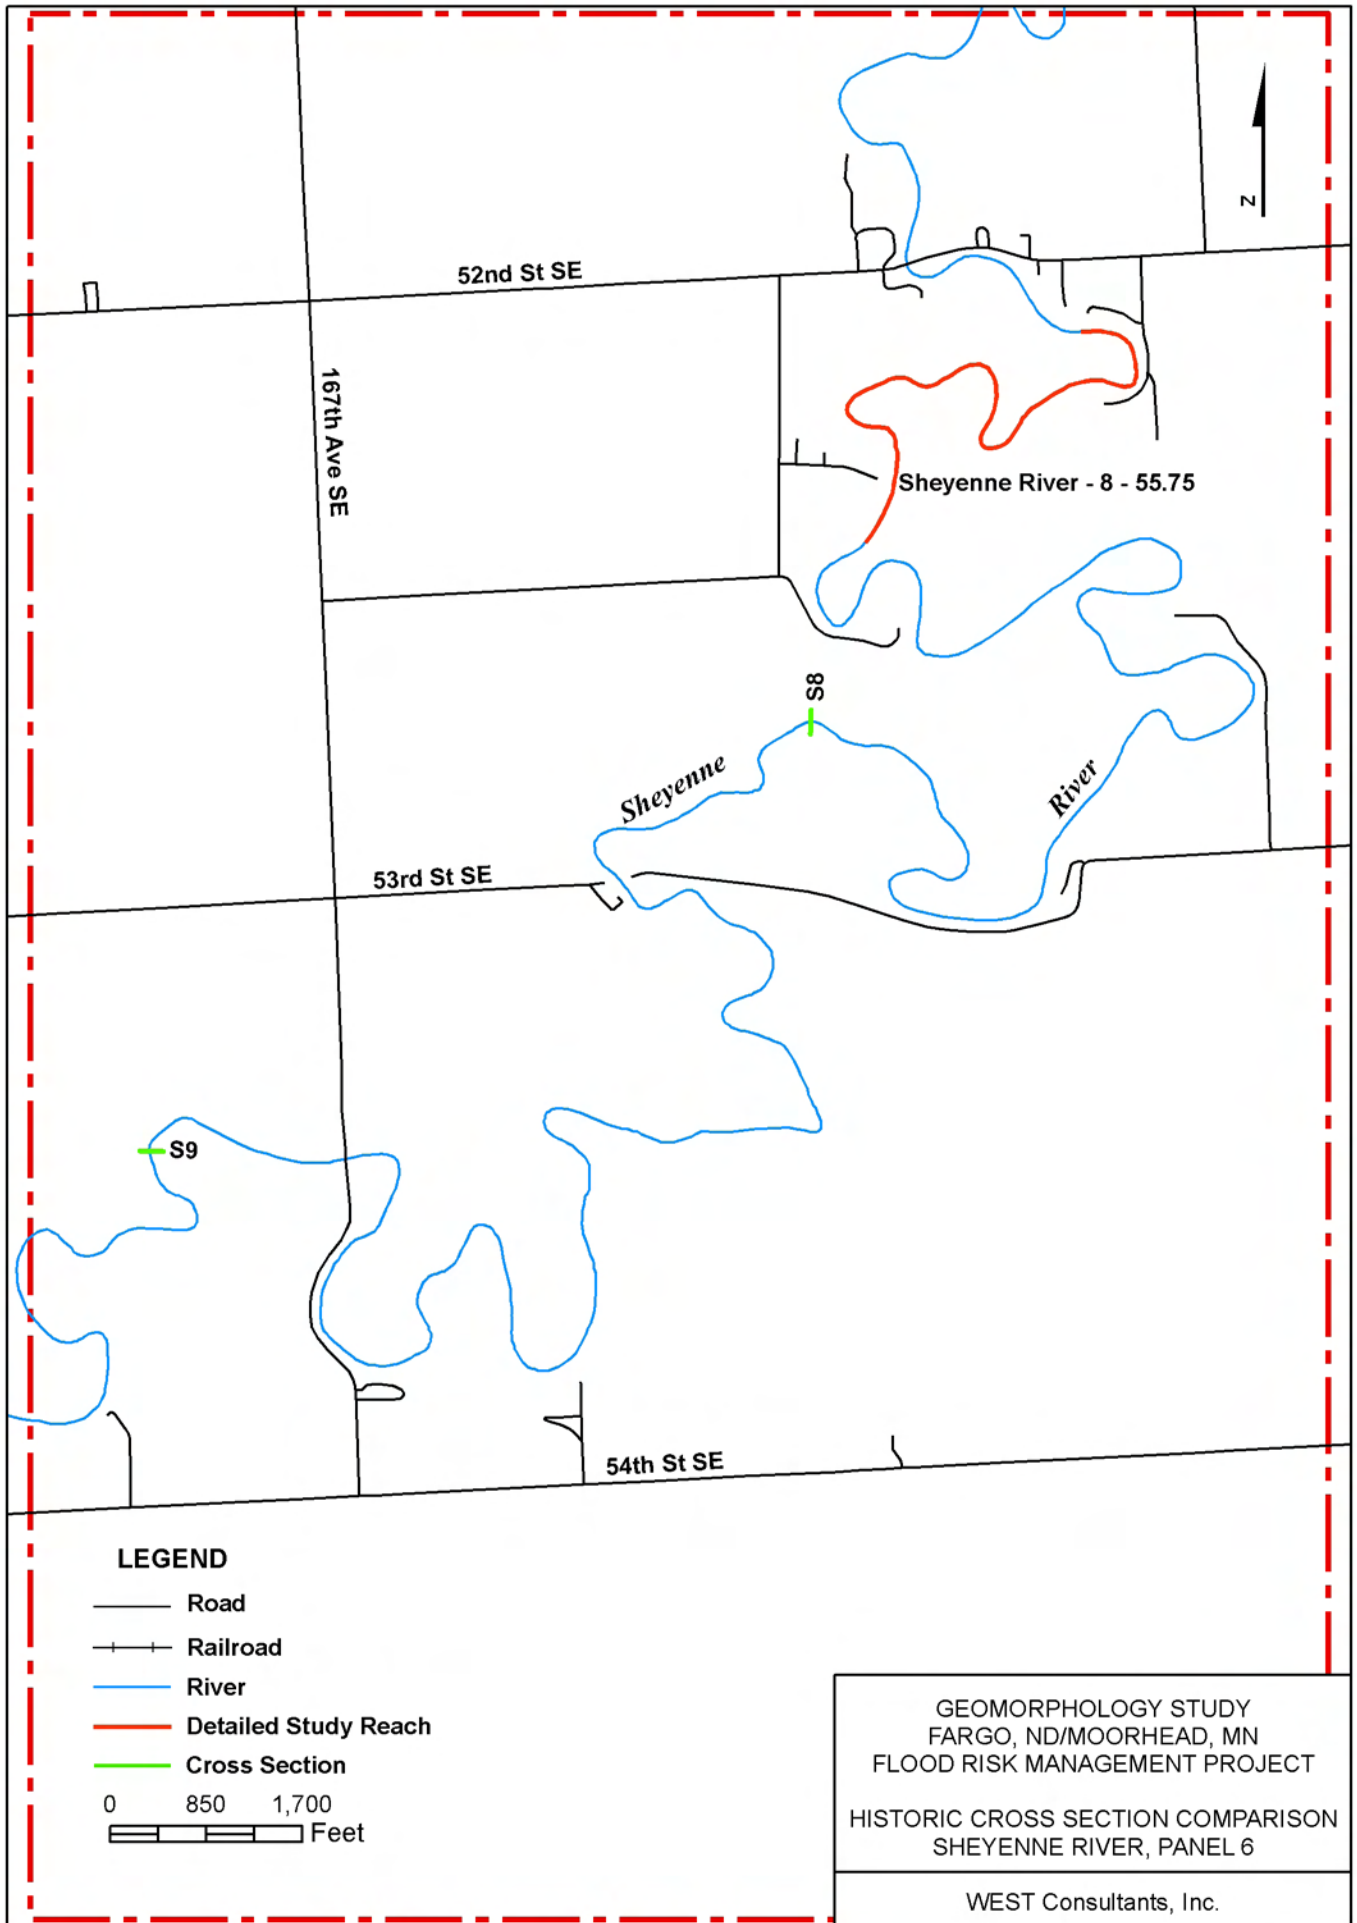 N
52nd St SE
167th Ave SE
Sheyenne River - 8 - 55.75
S8
Sheyenne
River
53rd St SE
S9
54th St SE
LEGEND
Road
Railroad
River
Detailed Study Reach
Cross Section
0 850 1,700
Feet
GEOMORPHOLOGY STUDY
FARGO, ND/MOORHEAD, MN
FLOOD RISK MANAGEMENT PROJECT
HISTORIC CROSS SECTION COMPARISON
SHEYENNE RIVER, PANEL 6
WEST Consultants, Inc.